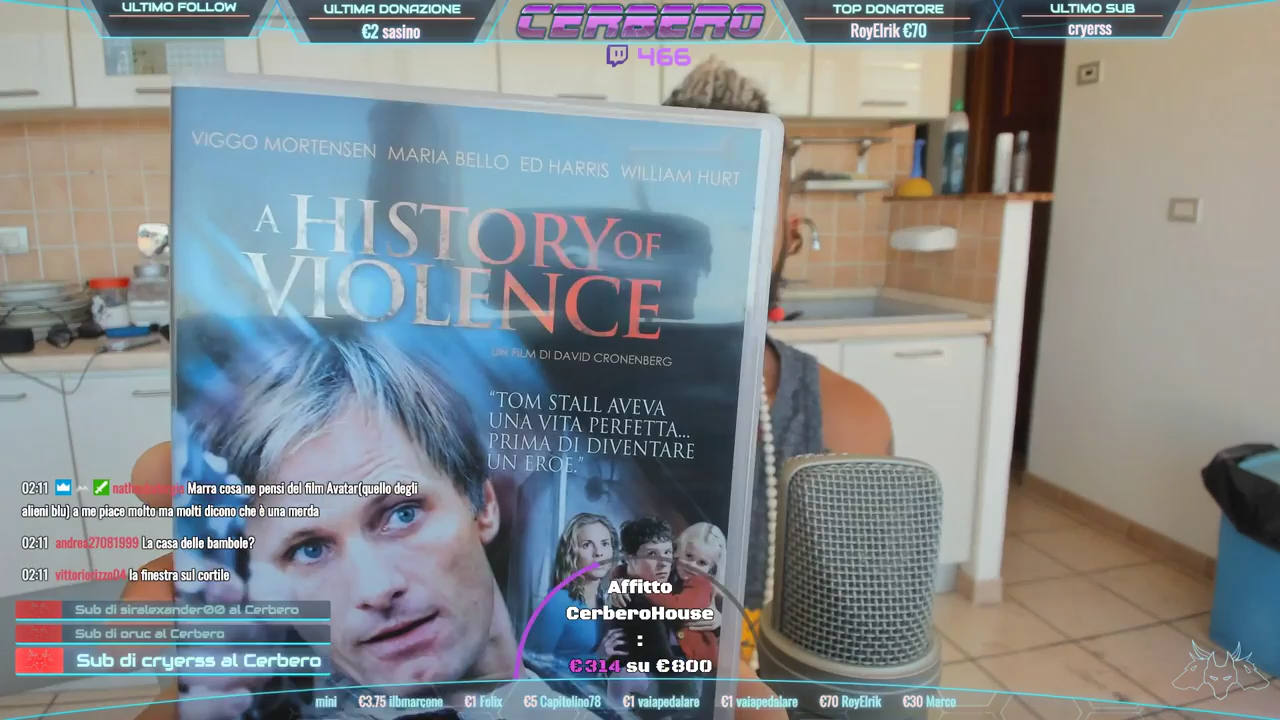 ULTIMO FOLLOW
ULTIMA DONAZIONE
€2 sasino
CERBERO
466
TOP DONATORE
RoyElrik €70
ULTIMO SUB
cryerss
VIGGO MORTENSEN MARIA BELLO ED HARRIS WILLIAM HURT
A HISTORY OF
VIOLENCE
UN FILM DI DAVID CRONENBERG
“TOM STALL AVEVA
UNA VITA PERFETTA...
PRIMA DI DIVENTARE
UN EROE.”
02:11 Marra cosa ne pensi del film Avatar(quello degli
alieni blu) a me piace molto ma molti dicono che è una merda
02:11 andrea27081999 La casa delle bambole?
02:11 vittoriorizzo04 la finestra sul cortile
Sub di siralexander00 al Cerbero
Sub di oruc al Cerbero
Sub di cryerss al Cerbero
Affitto
CerberoHouse
:
€314 su €800
mini €3.75 ilbmarcone €1 Felix €5 Capitolino78 €1 vaiapedalare €1 vaiapedalare €70 RoyElrik €30 Marco